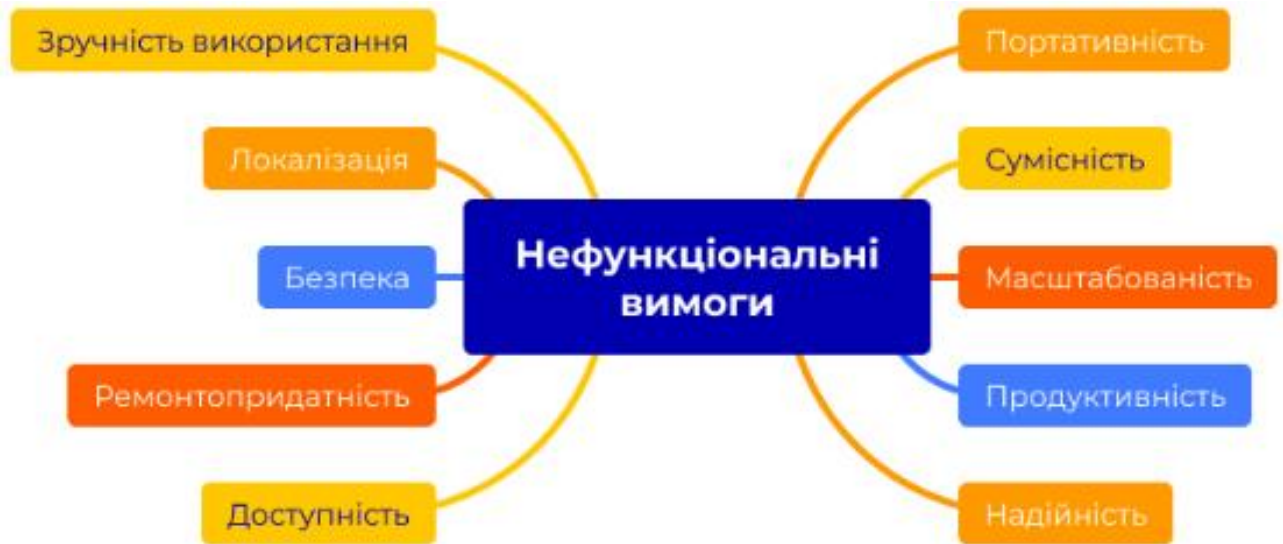 Зручність використання
Локалізація
Безпека
Ремонтопридатність
Доступність
Нефункціональні
вимоги
Портативність
Сумісність
Масштабованість
Продуктивність
Надійність